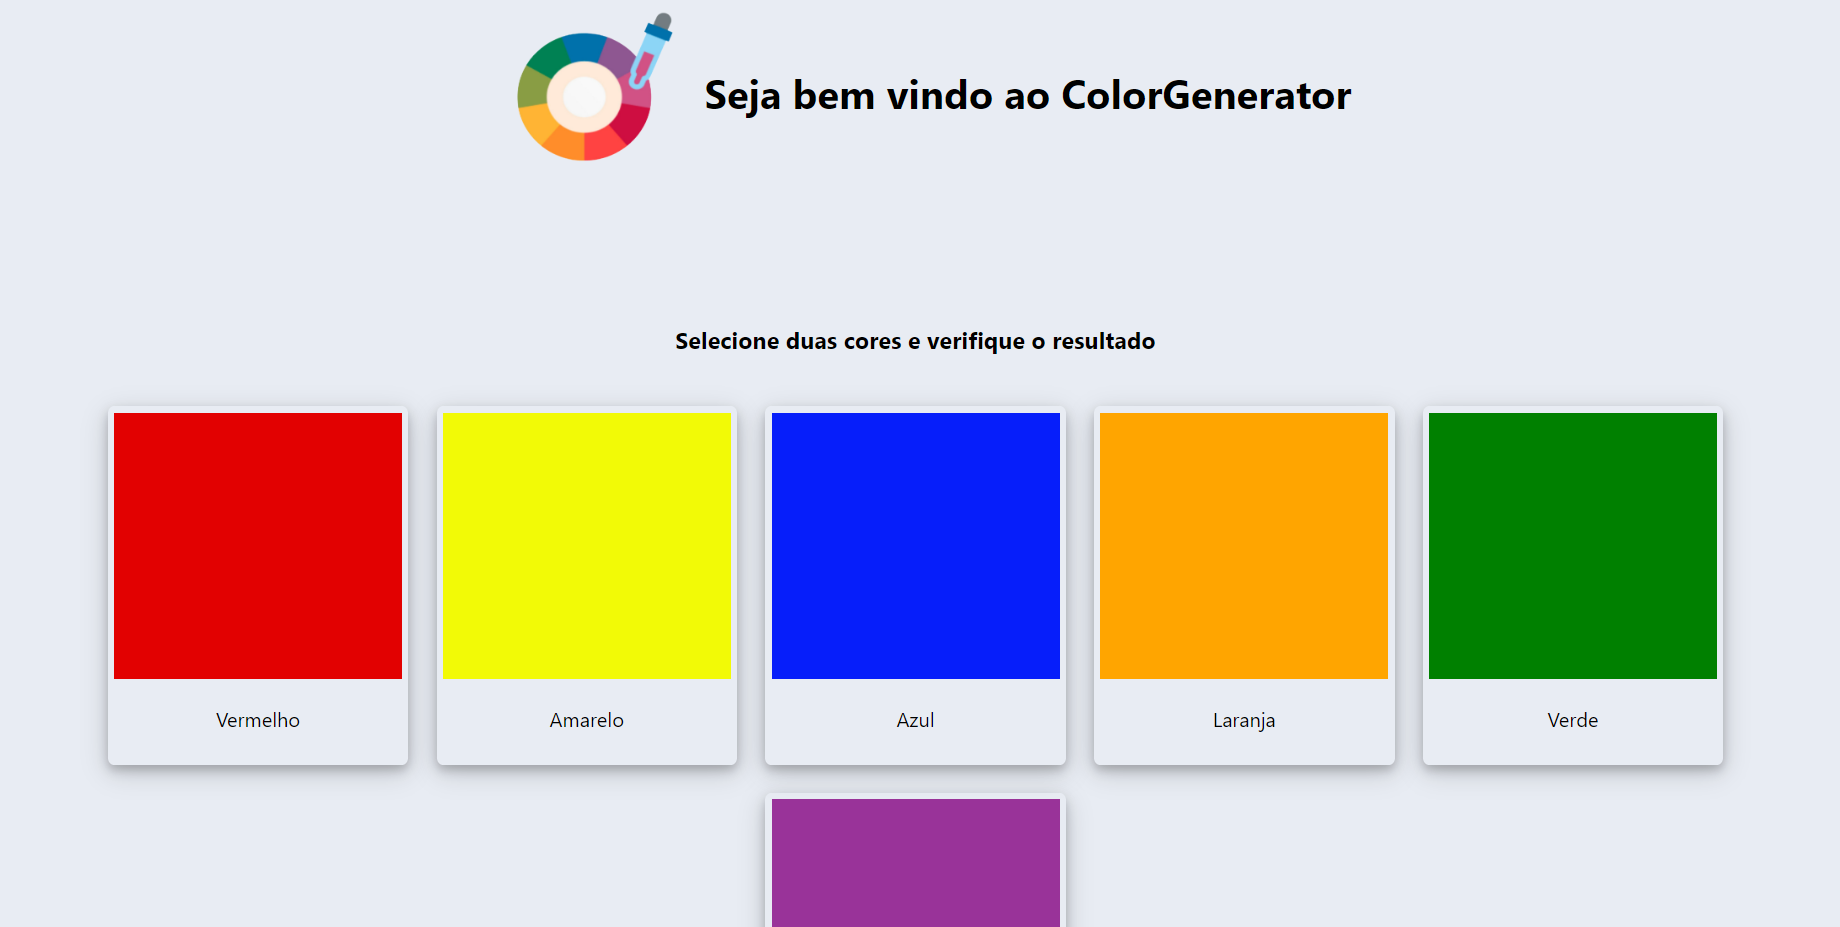 Seja bem vindo ao ColorGenerator
Selecione duas cores e verifique o resultado
Vermelho
Amarelo
Azul
Laranja
Verde